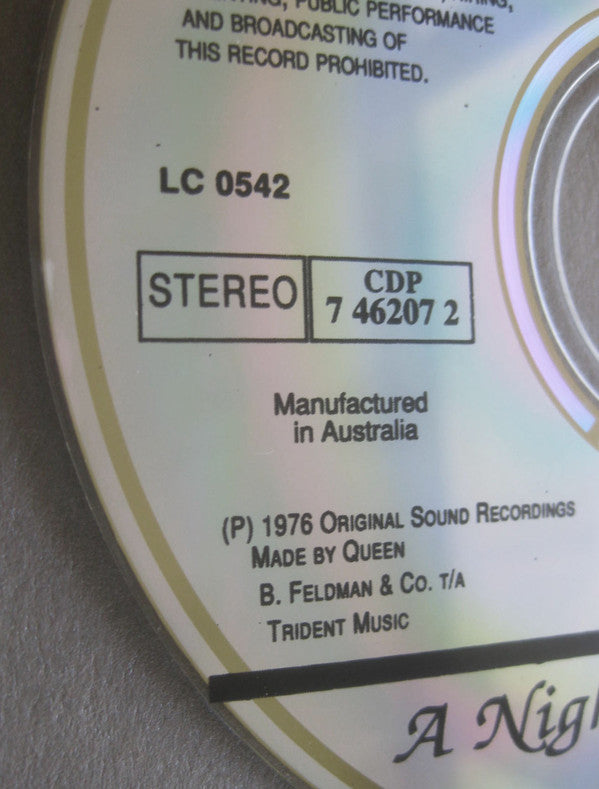 PUBLIC PERFORMANCE
AND BROADCASTING OF
THIS RECORD PROHIBITED.
LC 0542
STEREO
CDP
7 46207 2
Manufactured
in Australia
(P) 1976 ORIGINAL SOUND RECORDINGS
MADE BY QUEEN
B. FELDMAN & CO. T/A
TRIDENT MUSIC
A Nigh